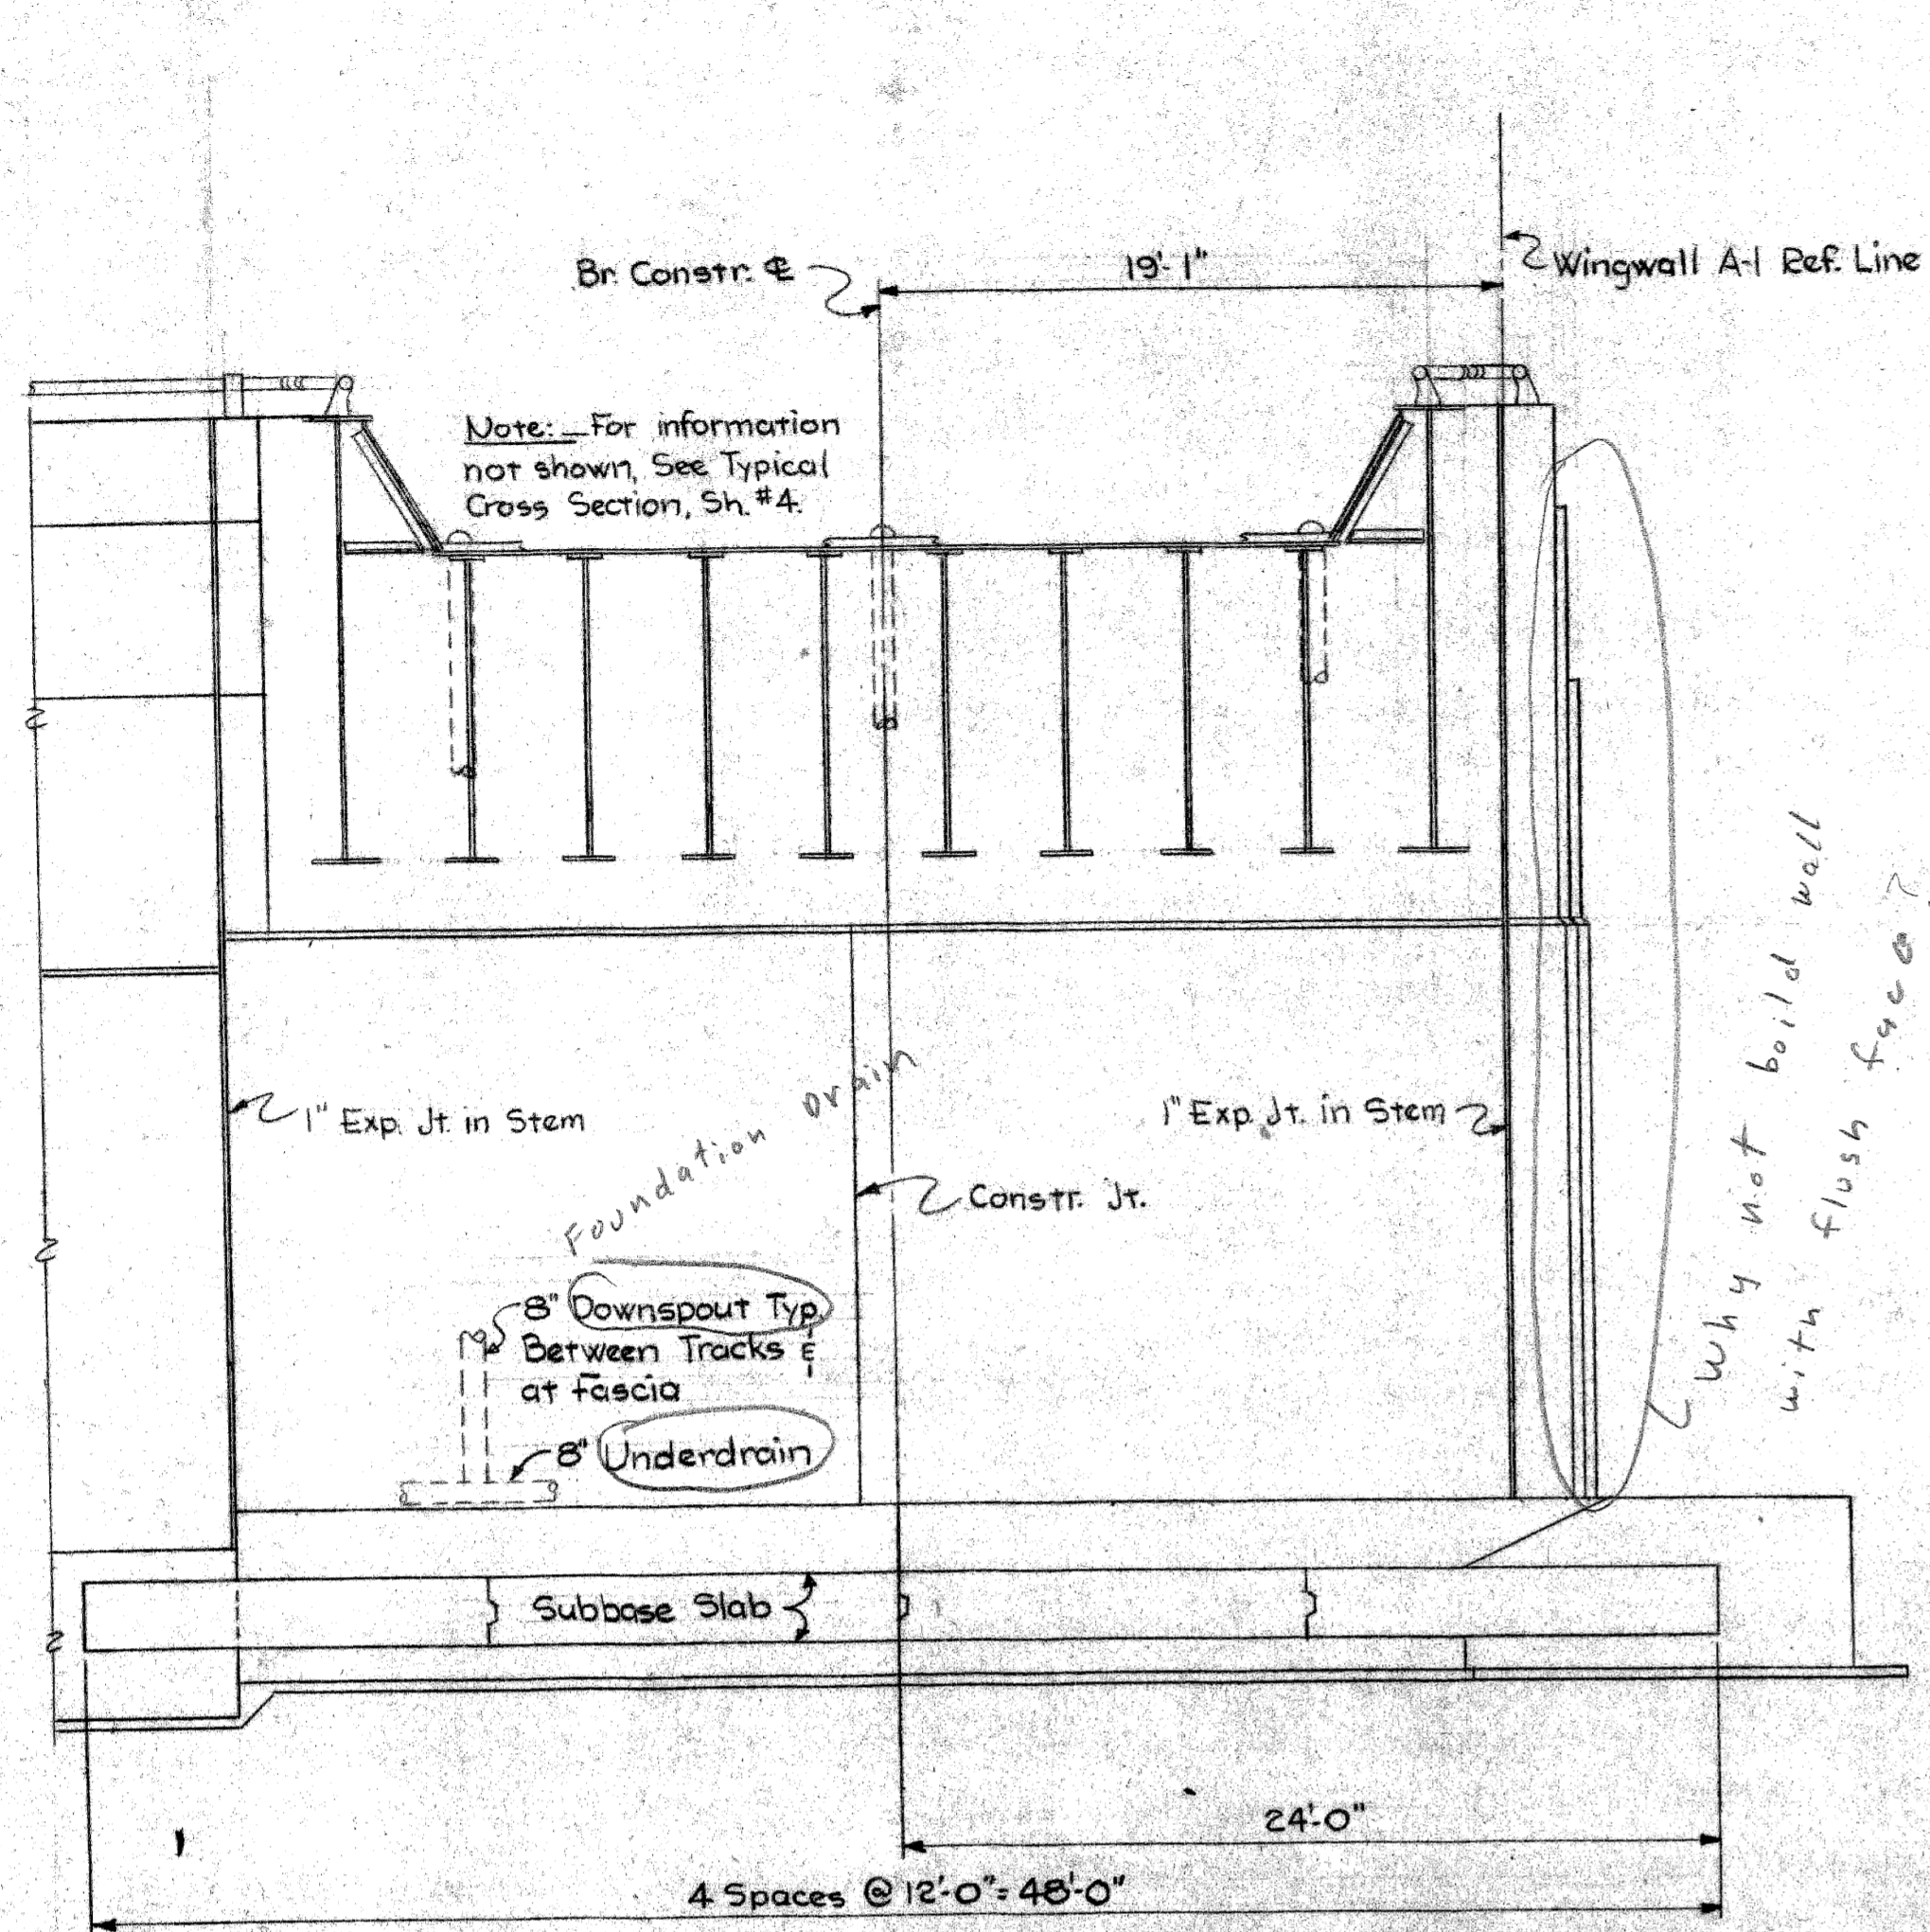 Br. Constr. ℄
19'-1"
Wingwall A-1 Ref. Line
Note:—For information
not shown, See Typical
Cross Section, Sh. #4.
1" Exp. Jt. in Stem
Foundation Drain
1" Exp. Jt. in Stem
Constr. Jt.
8" Downspout Typ.
Between Tracks &
at fascia
8" Underdrain
Why not boild wall
with flush face?
Subbase Slab
24'-0"
4 Spaces @ 12'-0" = 48'-0"